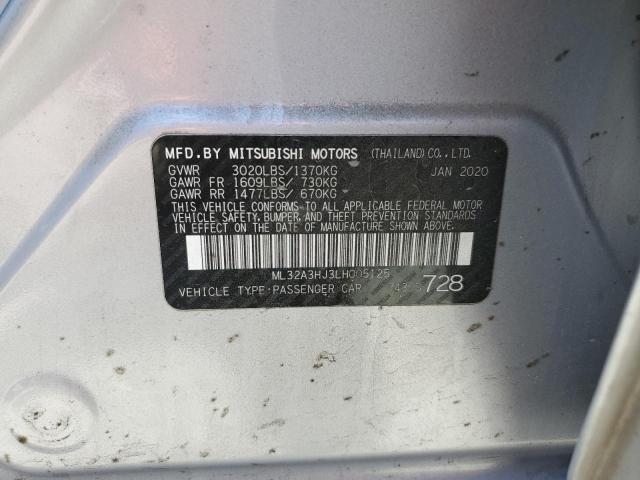 MFD.BY MITSUBISHI MOTORS (THAILAND) CO.,LTD.
GVWR 3020LBS/1370KG JAN 2020
GAWR FR 1609LBS/ 730KG
GAWR RR 1477LBS/ 670KG
THIS VEHICLE CONFORMS TO ALL APPLICABLE FEDERAL MOTOR
VEHICLE SAFETY, BUMPER, AND THEFT PREVENTION STANDARDS
IN EFFECT ON THE DATE OF MANUFACTURE SHOWN ABOVE.
ML32A3HJ3LH005125
VEHICLE TYPE:PASSENGER CAR 728